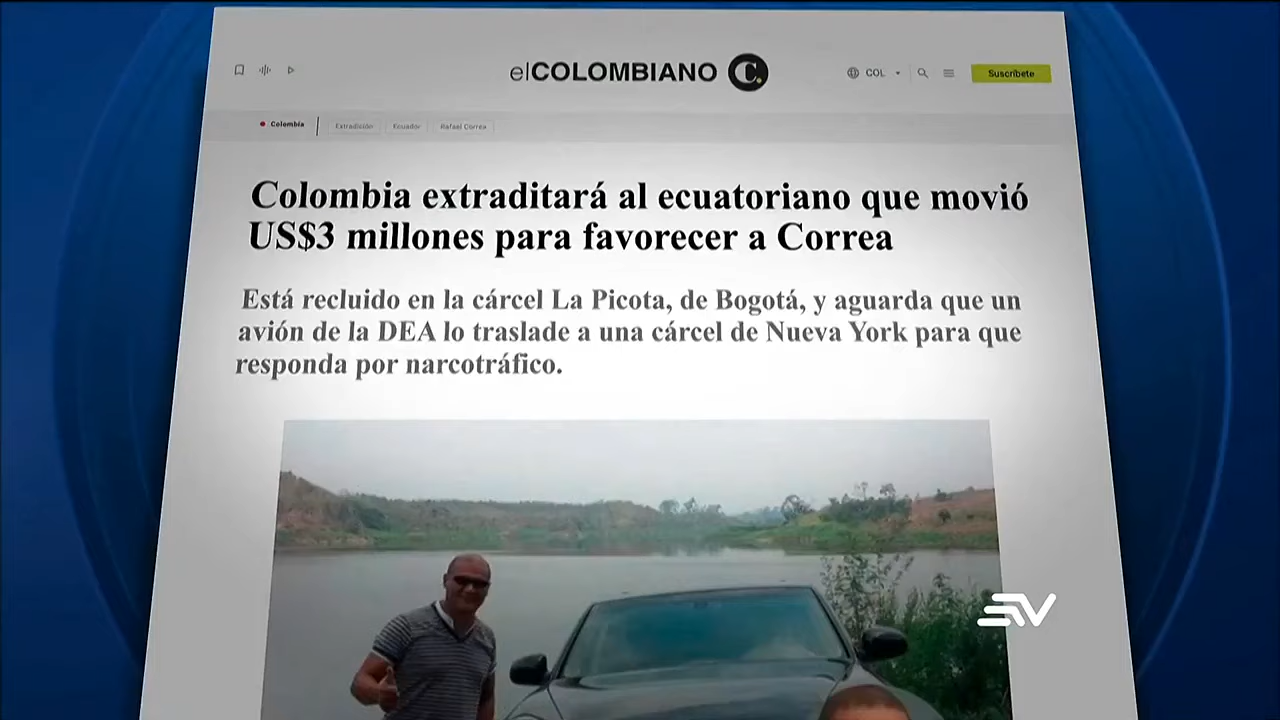 elCOLOMBIANO C.
COL
Suscríbete
Colombia
Extradición
Ecuador
Rafael Correa
Colombia extraditará al ecuatoriano que movió
US$3 millones para favorecer a Correa
Está recluido en la cárcel La Picota, de Bogotá, y aguarda que un
avión de la DEA lo traslade a una cárcel de Nueva York para que
responda por narcotráfico.